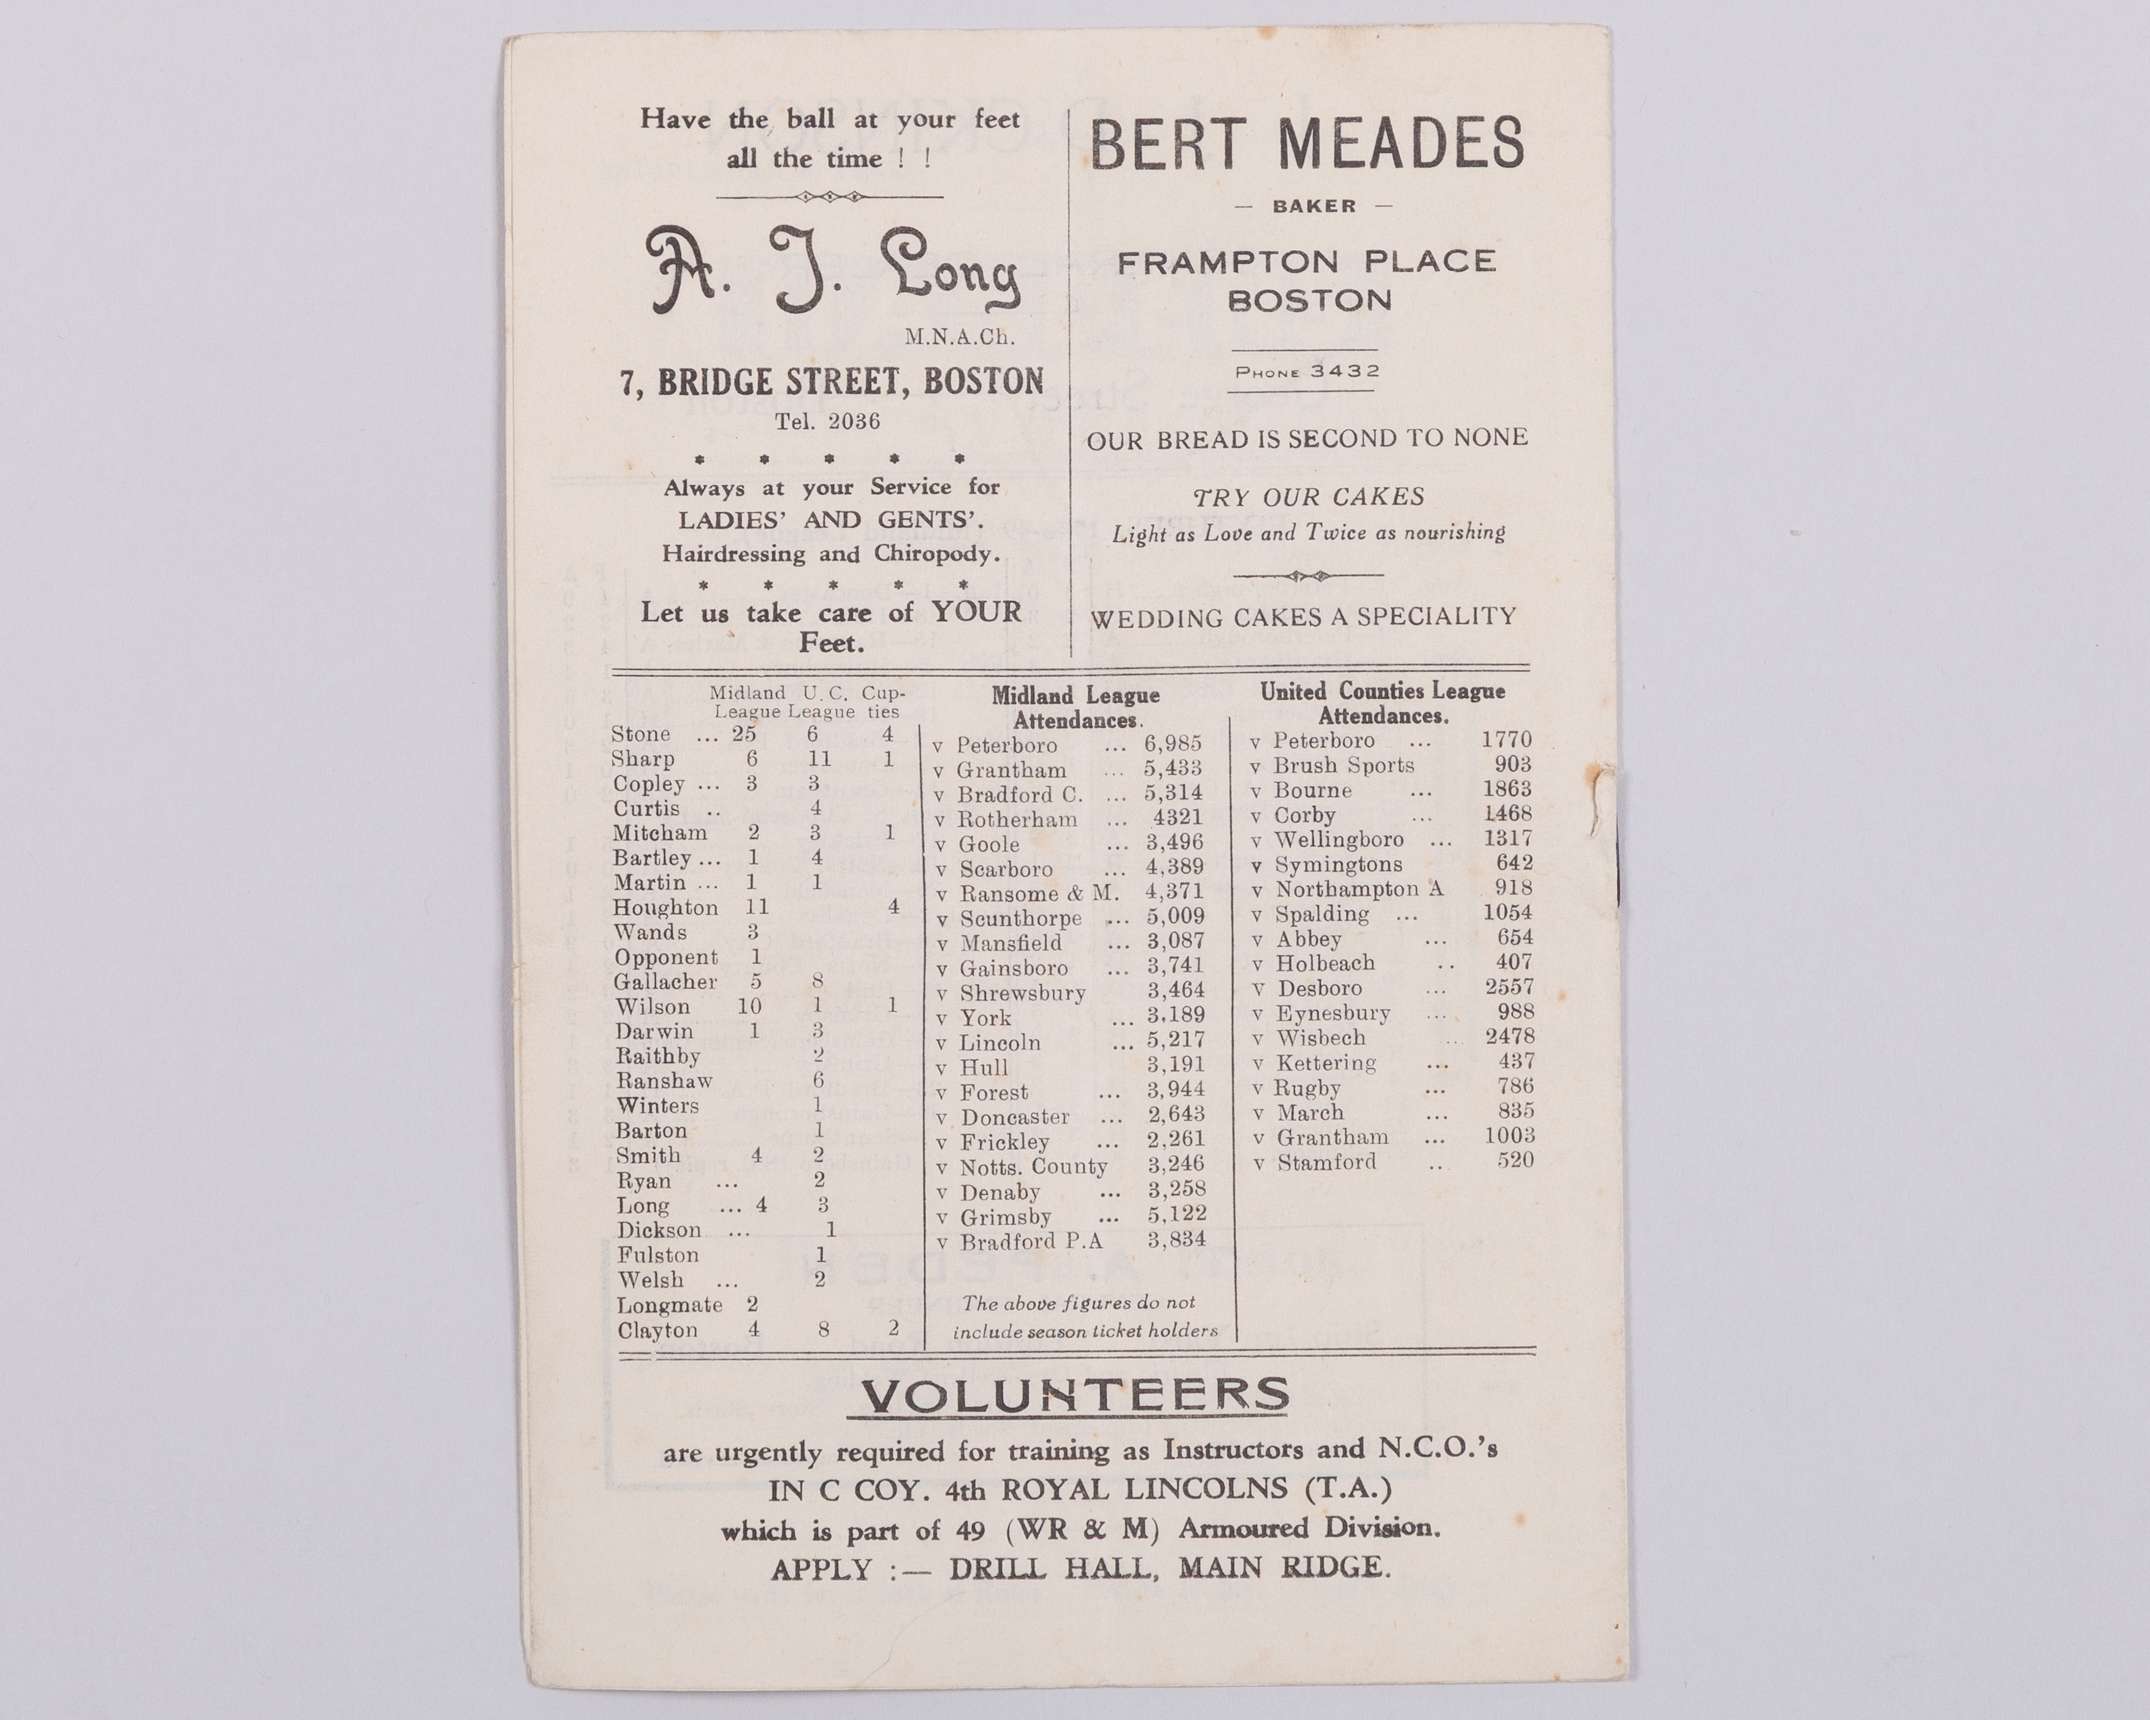 Have the ball at your feet
all the time ! !
A. J. Long
M.N.A.Ch.
7, BRIDGE STREET, BOSTON
Tel. 2036
* * * * *
Always at your Service for
LADIES' AND GENTS'.
Hairdressing and Chiropody.
* * * * *
Let us take care of YOUR
Feet.
BERT MEADES
— BAKER —
FRAMPTON PLACE
BOSTON
PHONE 3432
OUR BREAD IS SECOND TO NONE
TRY OUR CAKES
Light as Love and Twice as nourishing
WEDDING CAKES A SPECIALITY
Midland U.C. Cup-
League League ties
Stone ... 25 6 4
Sharp 6 11 1
Copley ... 3 3
Curtis .. 4
Mitcham 2 3 1
Bartley ... 1 4
Martin ... 1 1
Houghton 11 4
Wands 3
Opponent 1
Gallacher 5 8
Wilson 10 1 1
Darwin 1 3
Raithby 2
Ranshaw 6
Winters 1
Barton 1
Smith 4 2
Ryan ... 2
Long ... 4 3
Dickson ... 1
Fulston 1
Welsh ... 2
Longmate 2
Clayton 4 8 2
Midland League
Attendances.
v Peterboro ... 6,985
v Grantham ... 5,433
v Bradford C. ... 5,314
v Rotherham ... 4321
v Goole ... 3,496
v Scarboro ... 4,389
v Ransome & M. 4,371
v Scunthorpe ... 5,009
v Mansfield ... 3,087
v Gainsboro ... 3,741
v Shrewsbury 3,464
v York ... 3.189
v Lincoln ... 5,217
v Hull 3,191
v Forest ... 3,944
v Doncaster ... 2,643
v Frickley ... 2,261
v Notts. County 3,246
v Denaby ... 3,258
v Grimsby ... 5,122
v Bradford P.A 3,834
The above figures do not
include season ticket holders
United Counties League
Attendances.
v Peterboro ... 1770
v Brush Sports 903
v Bourne ... 1863
v Corby ... 1468
v Wellingboro ... 1317
v Symingtons 642
v Northampton A 918
v Spalding ... 1054
v Abbey ... 654
v Holbeach .. 407
v Desboro ... 2557
v Eynesbury ... 988
v Wisbech .. 2478
v Kettering ... 437
v Rugby ... 786
v March ... 835
v Grantham ... 1003
v Stamford .. 520
VOLUNTEERS
are urgently required for training as Instructors and N.C.O.'s
IN C COY. 4th ROYAL LINCOLNS (T.A.)
which is part of 49 (WR & M) Armoured Division.
APPLY :— DRILL HALL, MAIN RIDGE.